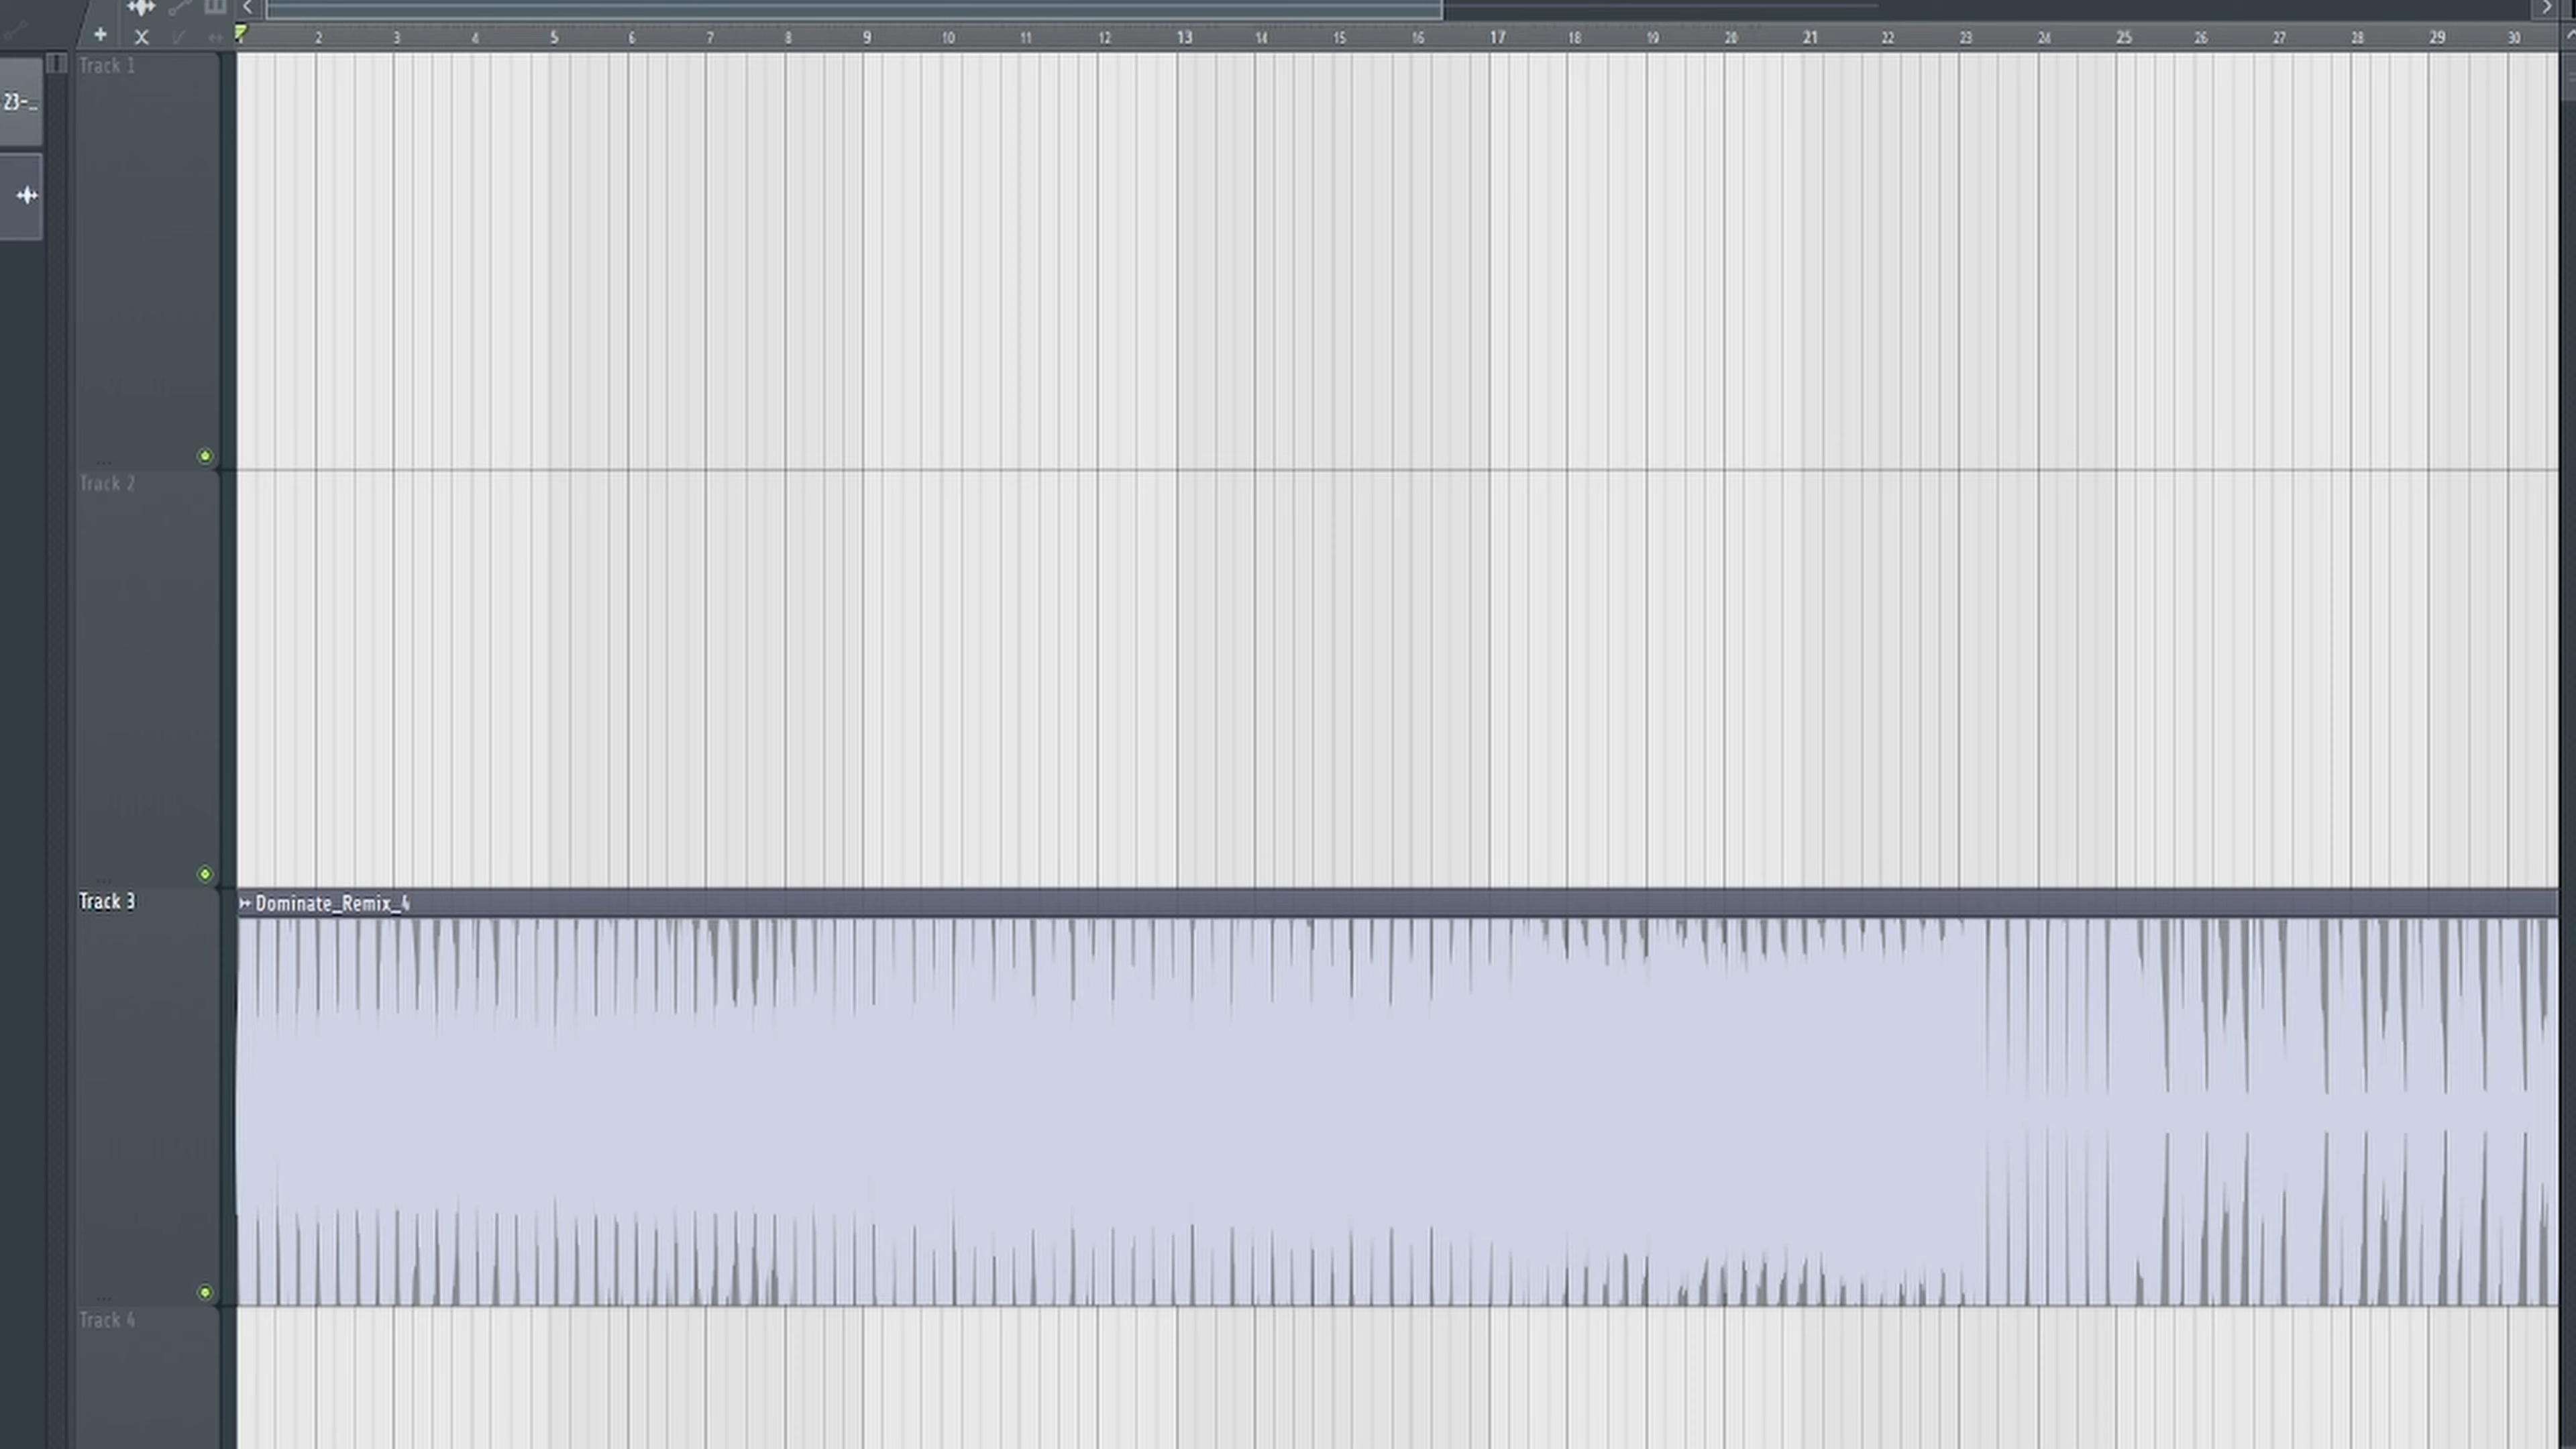 2 3 4 5 6 7 8 9 10 11 12 13 14 15 16 17 18 19 20 21 22 23 24 25 26 27 28 29 30
Track 1
23-…
Track 2
Track 3
Dominate_Remix_4
Track 4